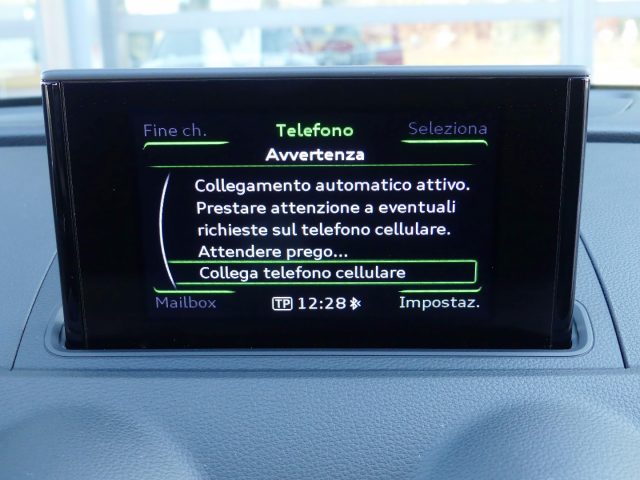 Fine ch. Telefono Seleziona
Avvertenza
Collegamento automatico attivo.
Prestare attenzione a eventuali
richieste sul telefono cellulare.
Attendere prego...
Collega telefono cellulare
Mailbox TP 12:28 Impostaz.